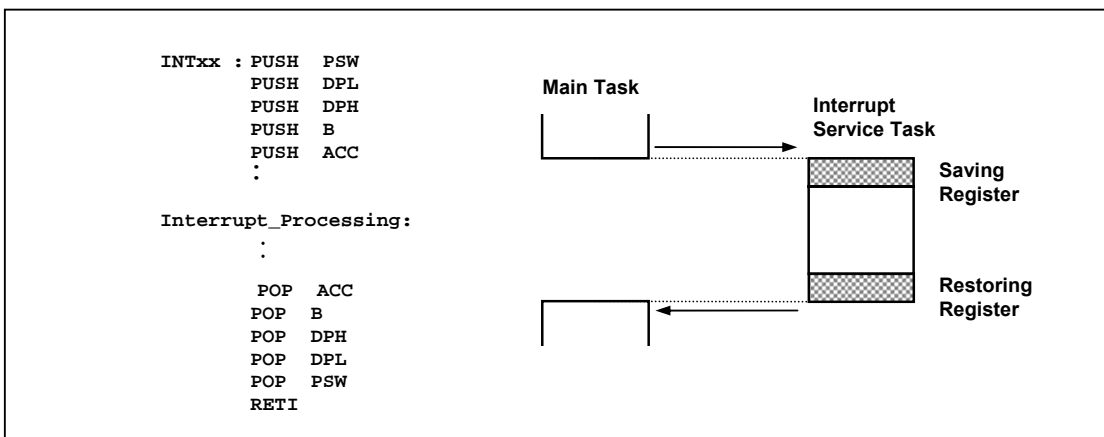 INTxx : PUSH PSW
PUSH DPL
PUSH DPH
PUSH B
PUSH ACC
:
Interrupt_Processing:
.
.
POP ACC
POP B
POP DPH
POP DPL
POP PSW
RETI
Main Task
Interrupt
Service Task
Saving
Register
Restoring
Register